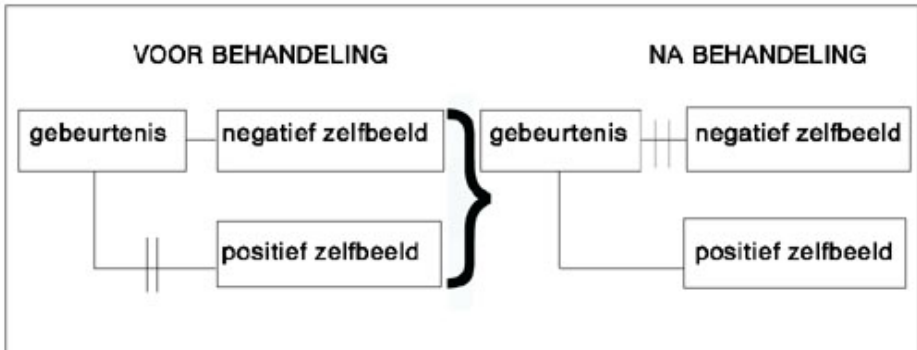 VOOR BEHANDELING
NA BEHANDELING
gebeurtenis
negatief zelfbeeld
gebeurtenis
negatief zelfbeeld
positief zelfbeeld
positief zelfbeeld